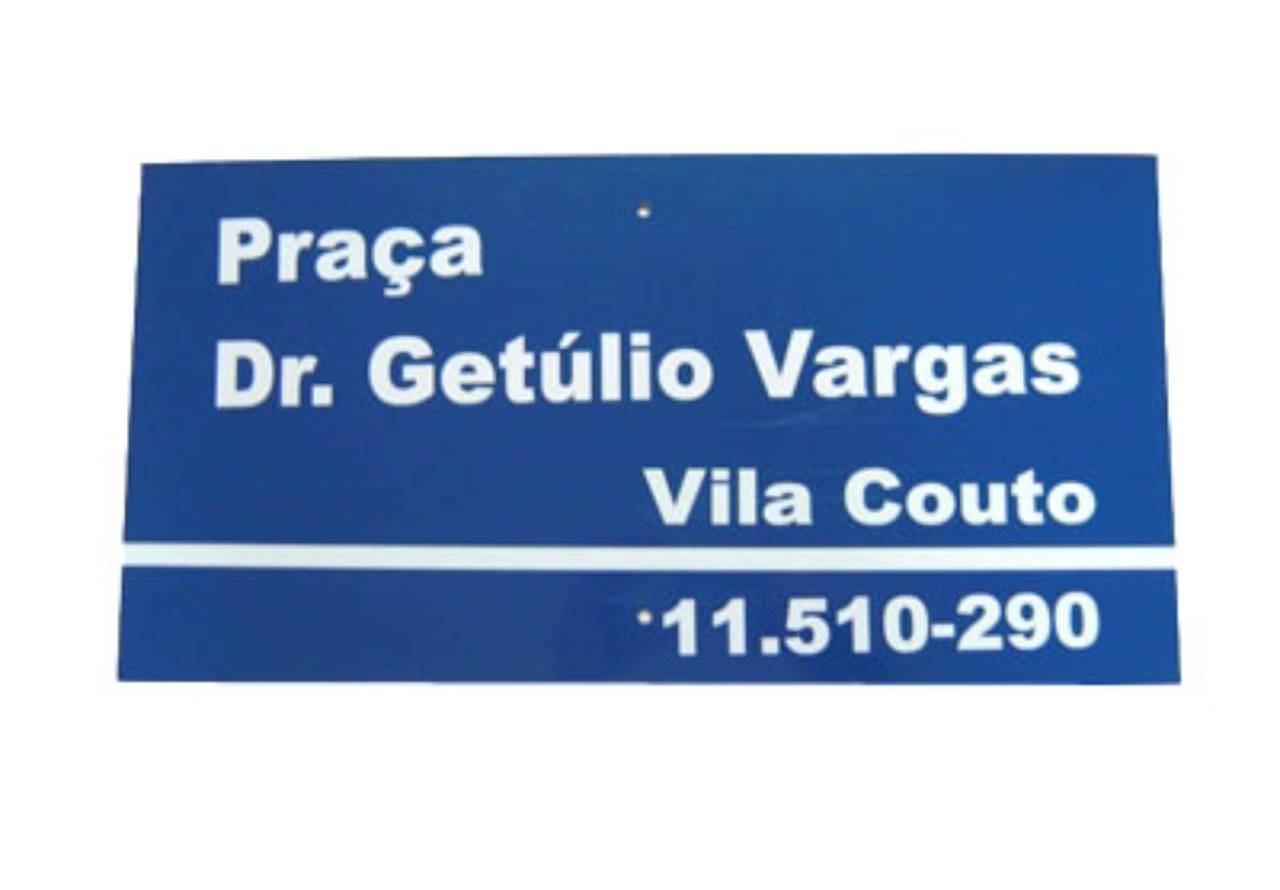 Praça
Dr. Getúlio Vargas
Vila Couto
11.510-290